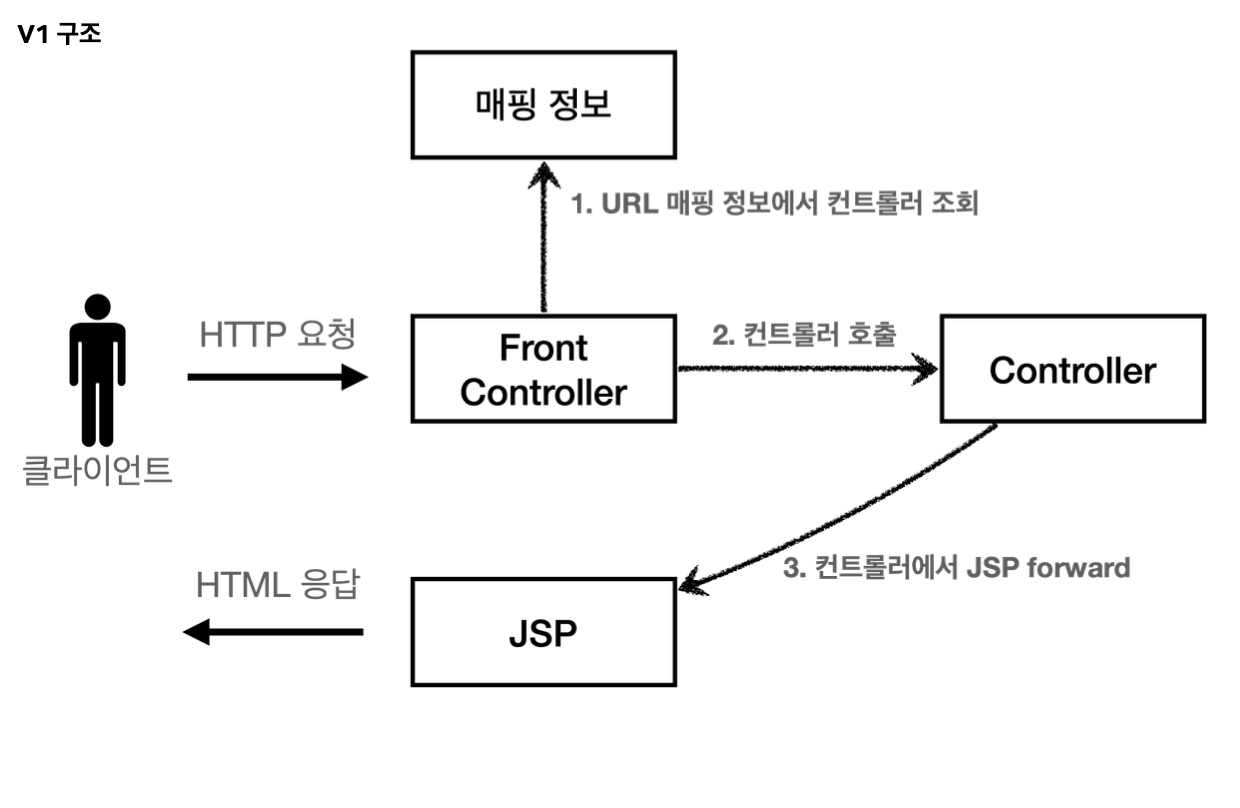 V1 구조
매핑 정보
1. URL 매핑 정보에서 컨트롤러 조회
HTTP 요청
Front
Controller
2. 컨트롤러 호출
Controller
클라이언트
3. 컨트롤러에서 JSP forward
HTML 응답
JSP